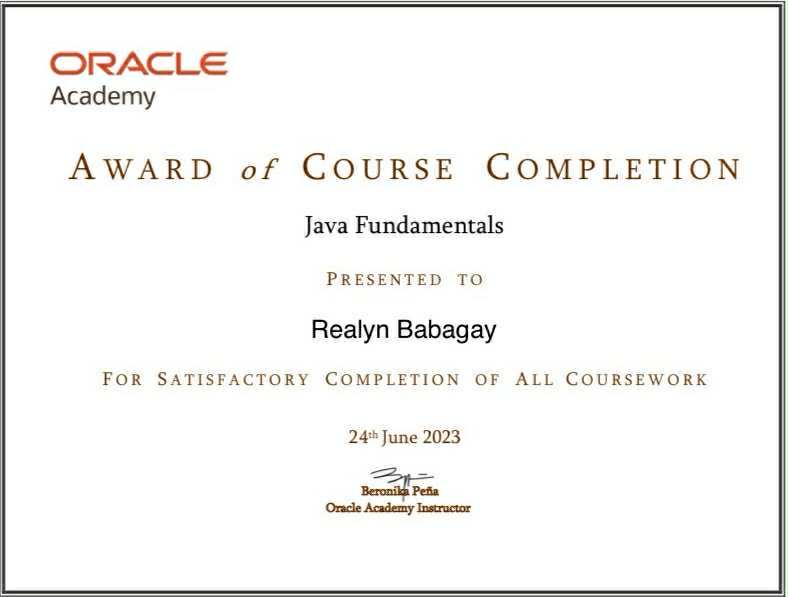 ORACLE
Academy
AWARD of COURSE COMPLETION
Java Fundamentals
PRESENTED TO
Realyn Babagay
FOR SATISFACTORY COMPLETION OF ALL COURSEWORK
24th June 2023
Beronika Peña
Oracle Academy Instructor